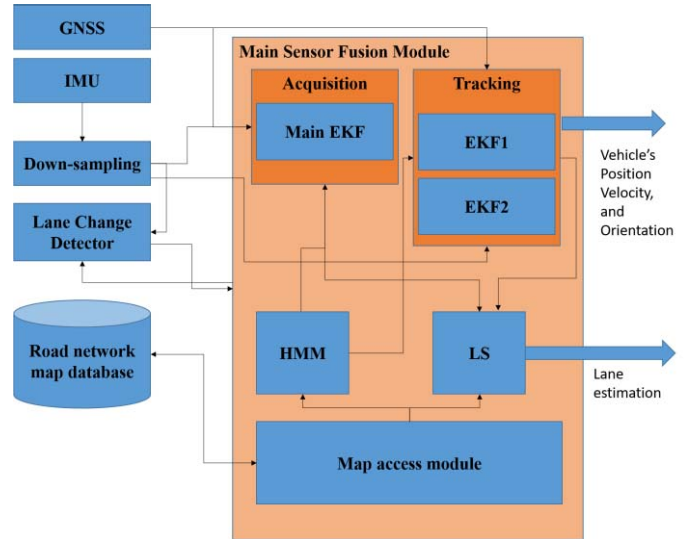 GNSS
IMU
Down-sampling
Lane Change
Detector
Road network
map database
Main Sensor Fusion Module
Acquisition
Main EKF
Tracking
EKF1
EKF2
HMM
LS
Map access module
Vehicle's
Position
Velocity,
and
Orientation
Lane
estimation